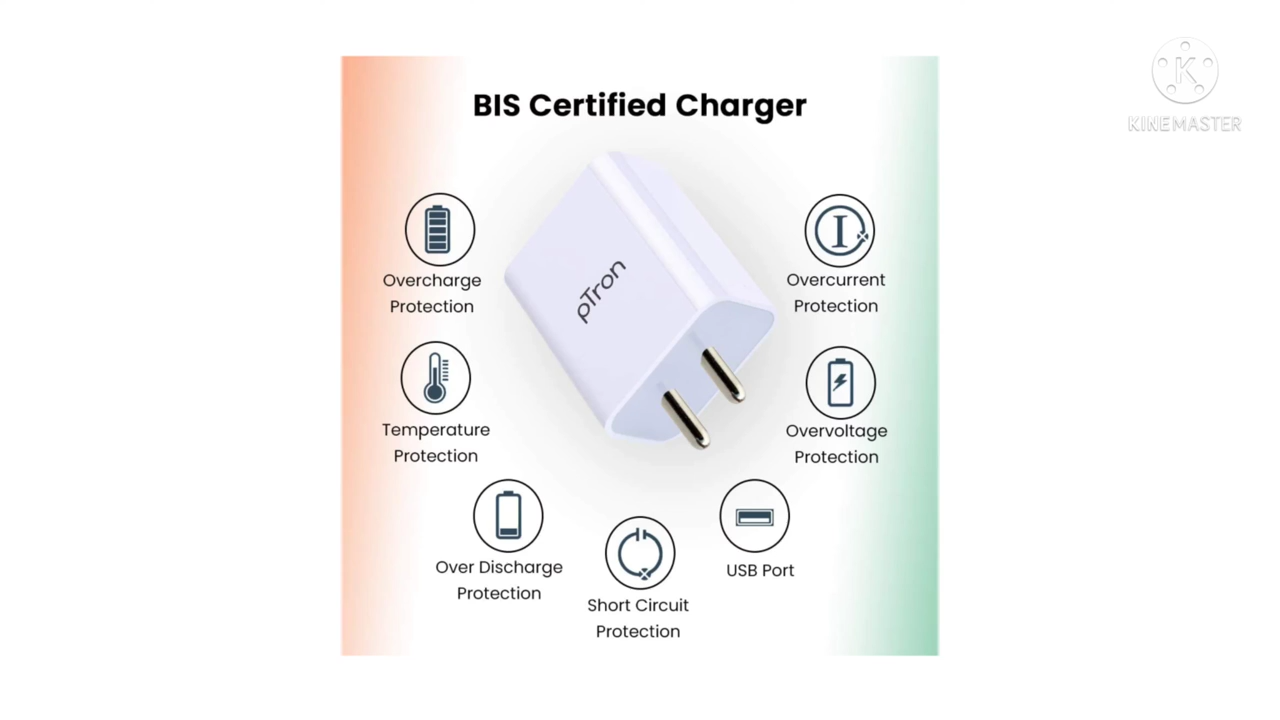 BIS Certified Charger
KINEMASTER
pTron
Overcharge
Protection
Overcurrent
Protection
Temperature
Protection
Overvoltage
Protection
Over Discharge
Protection
Short Circuit
Protection
USB Port